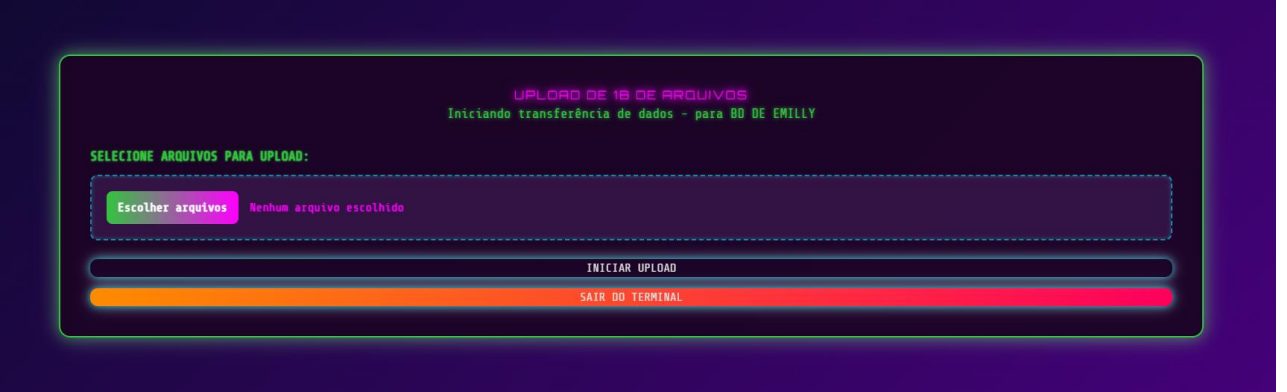 UPLOAD DE 1B DE ARQUIVOS
Iniciando transferência de dados - para BD DE EMILLY
SELECIONE ARQUIVOS PARA UPLOAD:
Escolher arquivos Nenhum arquivo escolhido
INICIAR UPLOAD
SAIR DO TERMINAL